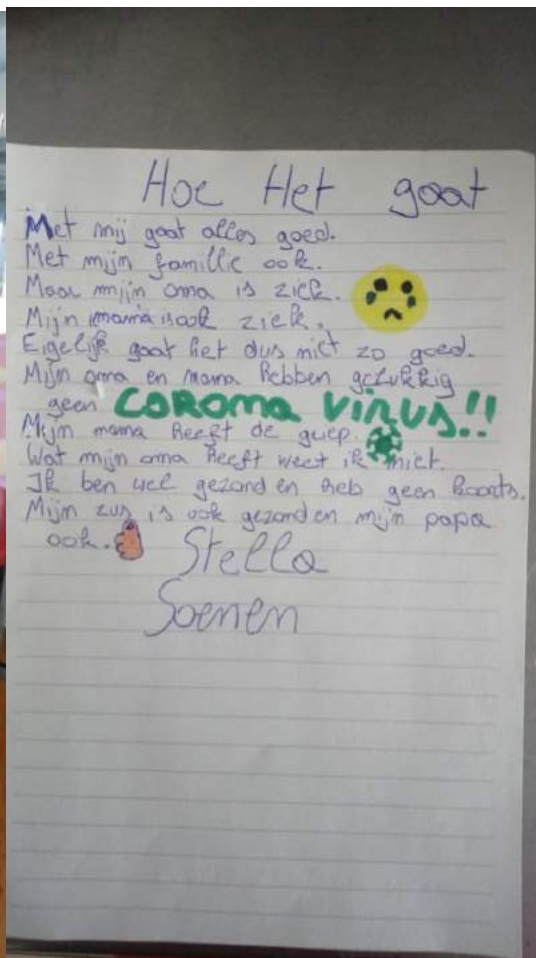 Hoe Het gaat
Met mij gaat alles goed.
Met mijn famillie ook.
Maar mijn oma is ziek.
Mijn mama is ook ziek.
Eigelijk gaat het dus niet zo goed.
Mijn oma en mama hebben gelukkig
geen COROMA VIRUS!!
Mijn mama heeft de griep.
Wat mijn oma heeft weet ik niet.
Ik ben wel gezond en heb geen koorts.
Mijn zus is ook gezond en mijn papa
ook.
Stella
Soenen